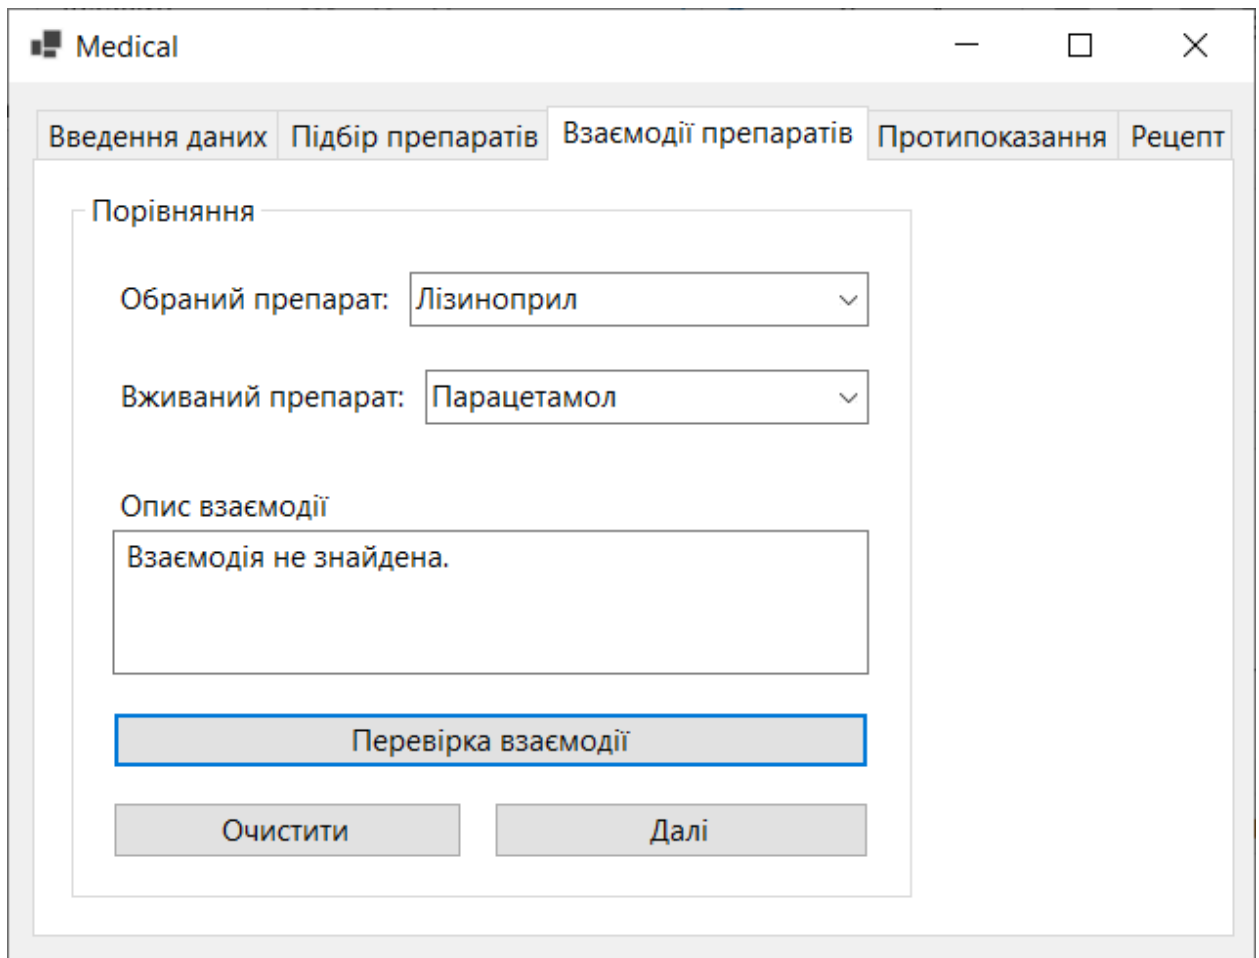 Medical
Введення даних Підбір препаратів Взаємодії препаратів Протипоказання Рецепт
Порівняння
Обраний препарат: Лізиноприл
Вживаний препарат: Парацетамол
Опис взаємодії
Взаємодія не знайдена.
Перевірка взаємодії
Очистити Далі